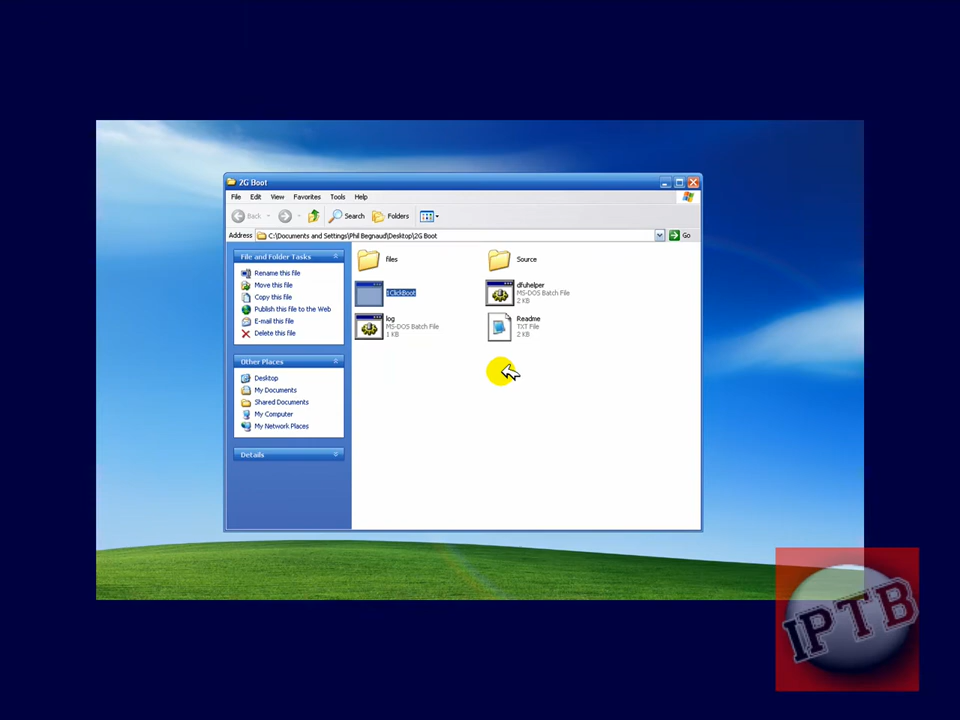 2G Boot
File Edit View Favorites Tools Help
Back Search Folders
Address C:\Documents and Settings\Phil Begnaud\Desktop\2G Boot Go
File and Folder Tasks
Rename this file
Move this file
Copy this file
Publish this file to the Web
E-mail this file
Delete this file
Other Places
Desktop
My Documents
Shared Documents
My Computer
My Network Places
Details
files
Source
1ClickBoot
dfuhelper
MS-DOS Batch File
2 KB
log
MS-DOS Batch File
1 KB
Readme
TXT File
2 KB
IPTB